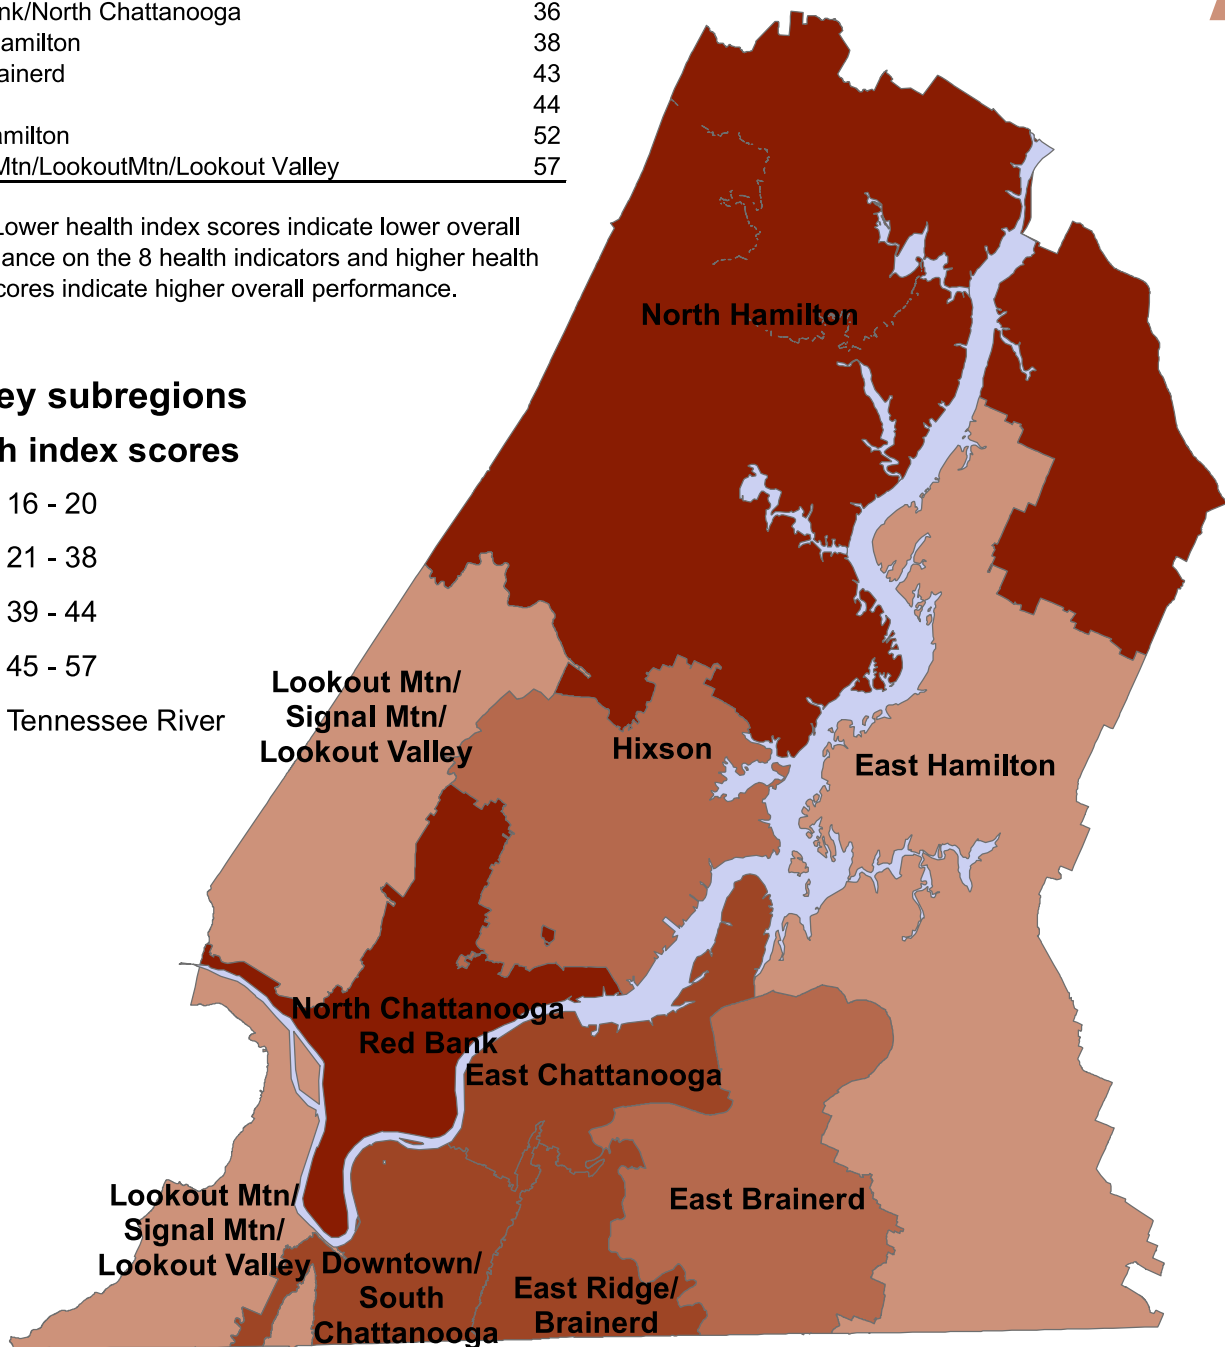 nk/North Chattanooga 36
amilton 38
ainerd 43
44
amilton 52
Mtn/LookoutMtn/Lookout Valley 57
Lower health index scores indicate lower overall
ance on the 8 health indicators and higher health
cores indicate higher overall performance.
ey subregions
h index scores
16 - 20
21 - 38
39 - 44
45 - 57
Tennessee River
North Hamilton
Lookout Mtn/
Signal Mtn/
Lookout Valley
Hixson
East Hamilton
North Chattanooga
Red Bank
East Chattanooga
Lookout Mtn/
Signal Mtn/
Lookout Valley
East Brainerd
Downtown/
South
Chattanooga
East Ridge/
Brainerd